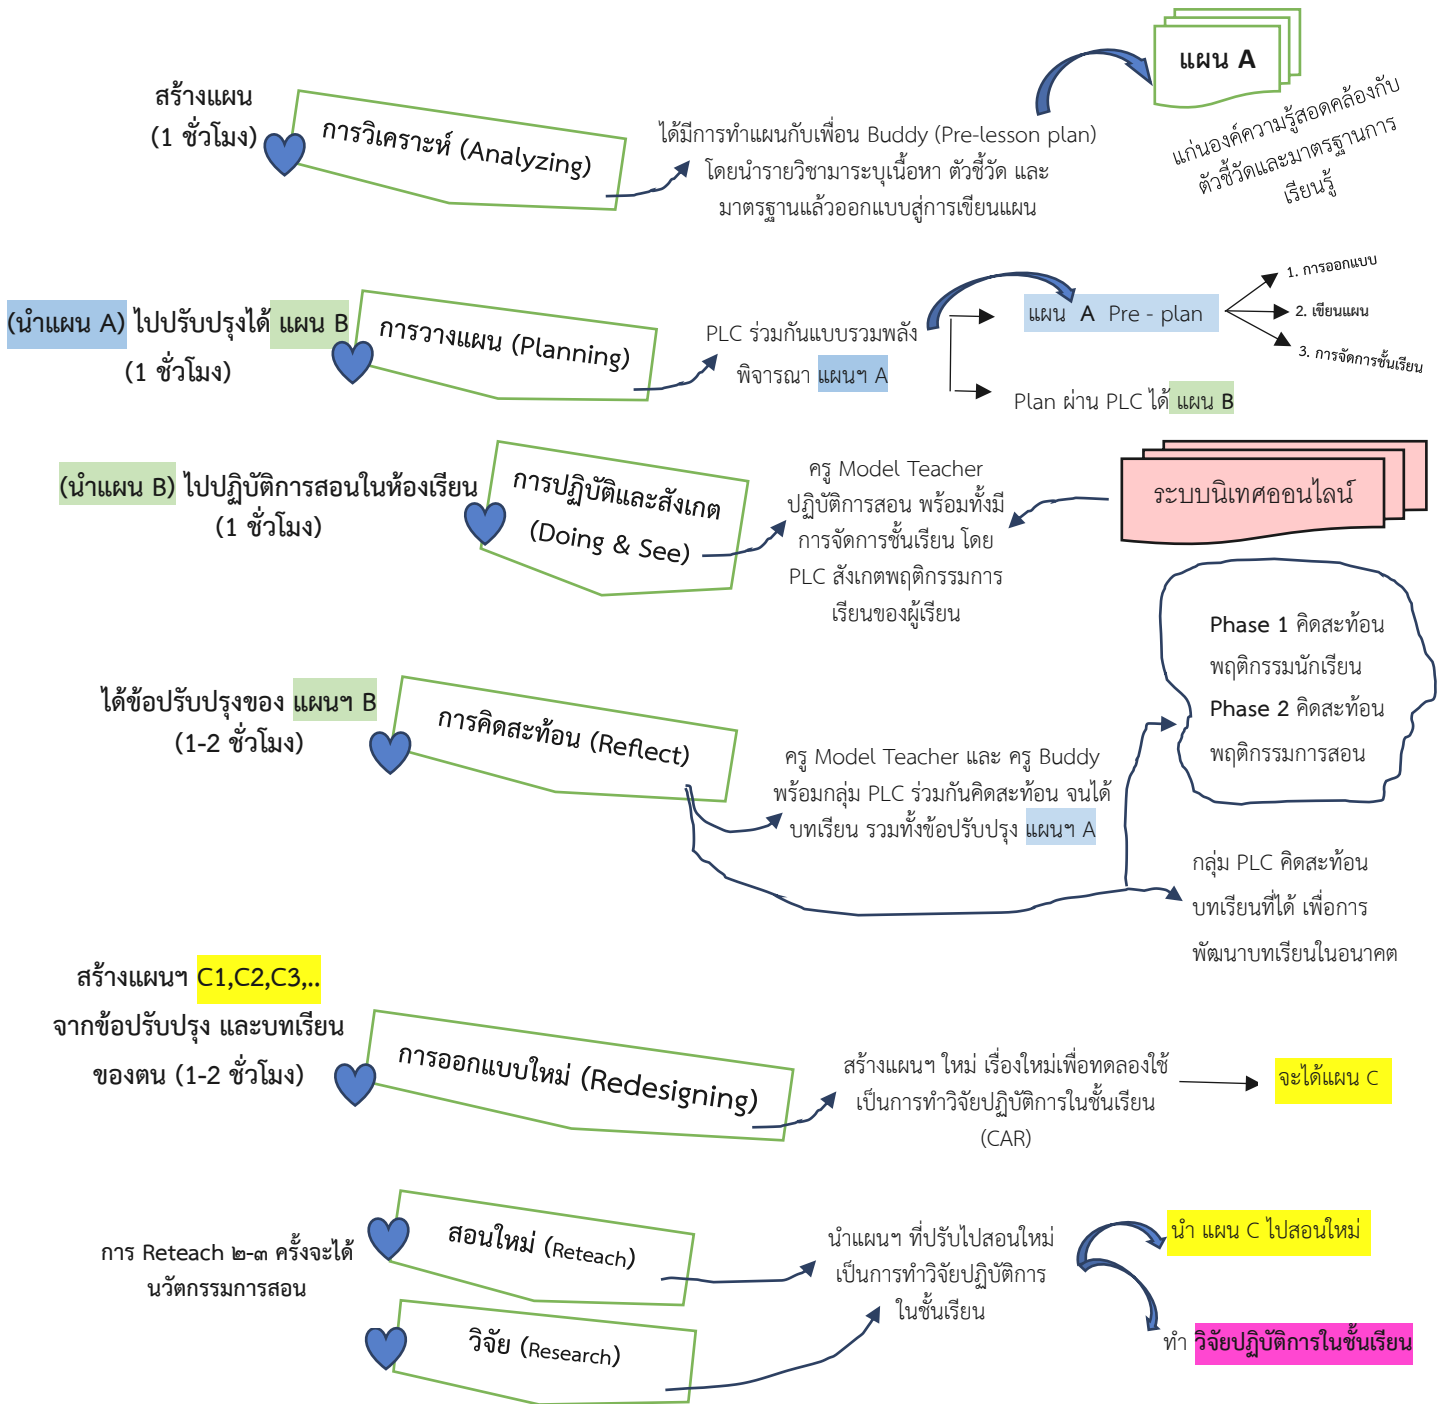 สร้างแผน
(1 ชั่วโมง)
การวิเคราะห์ (Analyzing)
ได้มีการทำแผนกับเพื่อน Buddy (Pre-lesson plan)
โดยนำรายวิชามาระบุเนื้อหา ตัวชี้วัด และ
มาตรฐานแล้วออกแบบสู่การเขียนแผน
แผน A
แก่นองค์ความรู้สอดคล้องกับ
ตัวชี้วัดและมาตรฐานการ
เรียนรู้
(นำแผน A) ไปปรับปรุงได้ แผน B
(1 ชั่วโมง)
การวางแผน (Planning)
PLC ร่วมกันแบบรวมพลัง
พิจารณา แผนฯ A
แผน A Pre - plan
1. การออกแบบ
2. เขียนแผน
3. การจัดการชั้นเรียน
Plan ผ่าน PLC ได้ แผน B
(นำแผน B) ไปปฏิบัติการสอนในห้องเรียน
(1 ชั่วโมง)
การปฏิบัติและสังเกต
(Doing & See)
ครู Model Teacher
ปฏิบัติการสอน พร้อมทั้งมี
การจัดการชั้นเรียน โดย
PLC สังเกตพฤติกรรมการ
เรียนของผู้เรียน
ระบบนิเทศออนไลน์
ได้ข้อปรับปรุงของ แผนฯ B
(1-2 ชั่วโมง)
การคิดสะท้อน (Reflect)
ครู Model Teacher และ ครู Buddy
พร้อมกลุ่ม PLC ร่วมกันคิดสะท้อน จนได้
บทเรียน รวมทั้งข้อปรับปรุง แผนฯ A
Phase 1 คิดสะท้อน
พฤติกรรมนักเรียน
Phase 2 คิดสะท้อน
พฤติกรรมการสอน
กลุ่ม PLC คิดสะท้อน
บทเรียนที่ได้ เพื่อการ
พัฒนาบทเรียนในอนาคต
สร้างแผนฯ C1,C2,C3,..
จากข้อปรับปรุง และบทเรียน
ของตน (1-2 ชั่วโมง)
การออกแบบใหม่ (Redesigning)
สร้างแผนฯ ใหม่ เรื่องใหม่เพื่อทดลองใช้
เป็นการทำวิจัยปฏิบัติการในชั้นเรียน
(CAR)
จะได้แผน C
การ Reteach ๒-๓ ครั้งจะได้
นวัตกรรมการสอน
สอนใหม่ (Reteach)
วิจัย (Research)
นำแผนฯ ที่ปรับไปสอนใหม่
เป็นการทำวิจัยปฏิบัติการ
ในชั้นเรียน
นำ แผน C ไปสอนใหม่
ทำ วิจัยปฏิบัติการในชั้นเรียน